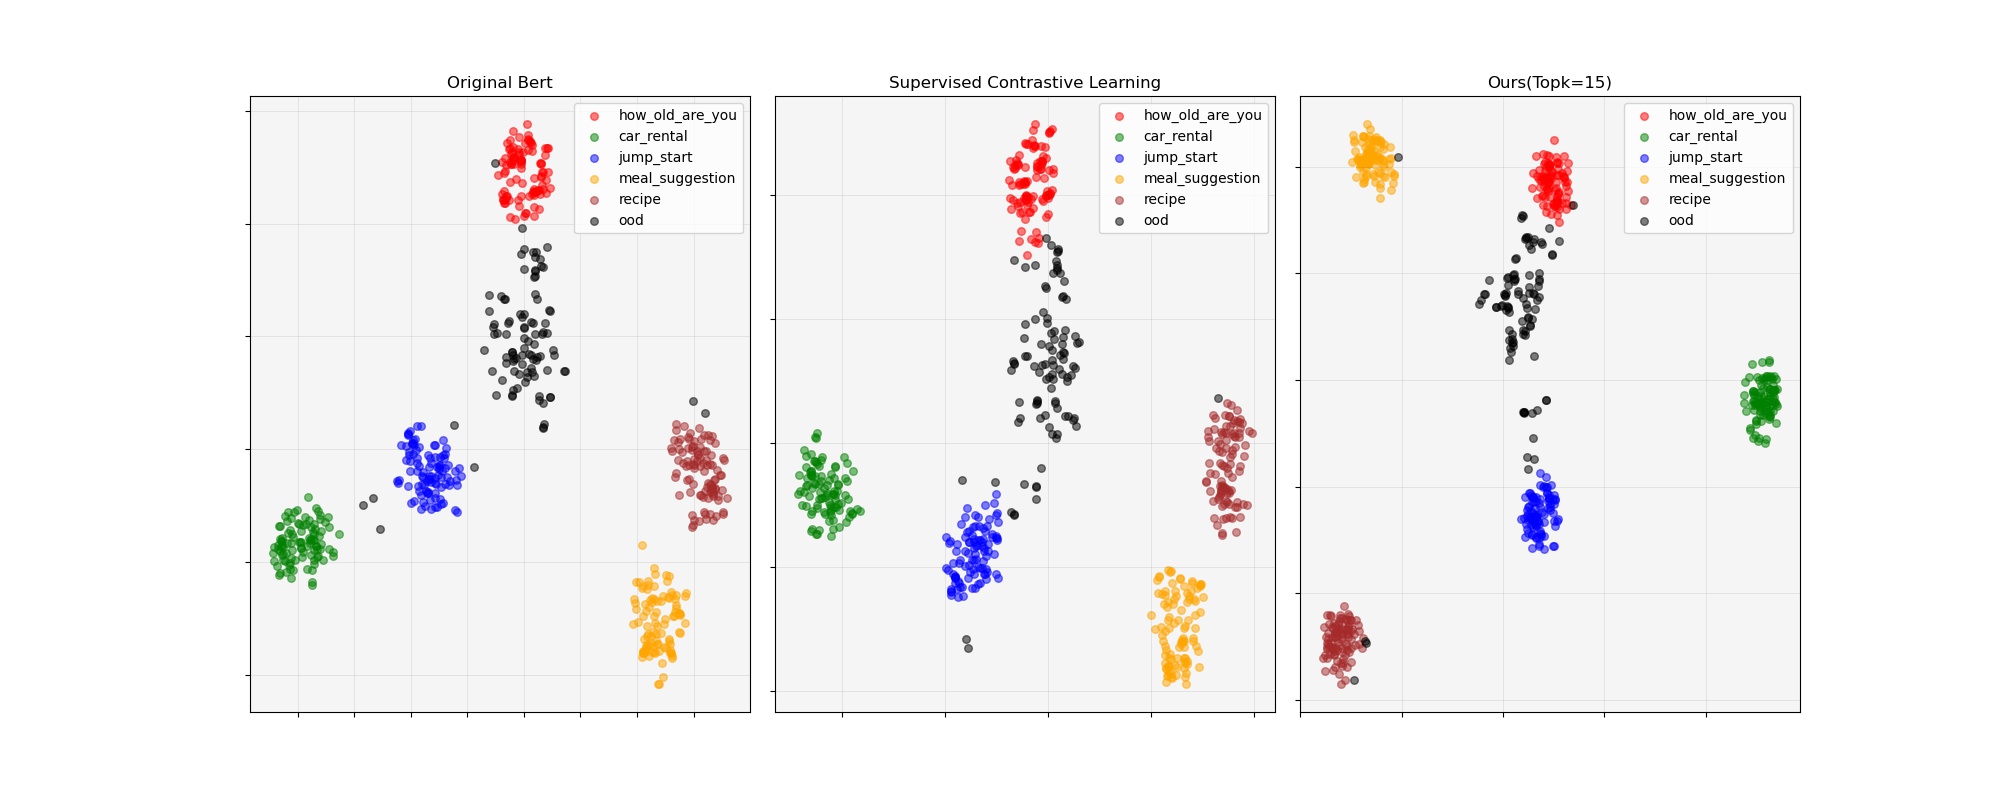 Original Bert
how_old_are_you
car_rental
jump_start
meal_suggestion
recipe
ood
Supervised Contrastive Learning
how_old_are_you
car_rental
jump_start
meal_suggestion
recipe
ood
Ours(Topk=15)
how_old_are_you
car_rental
jump_start
meal_suggestion
recipe
ood